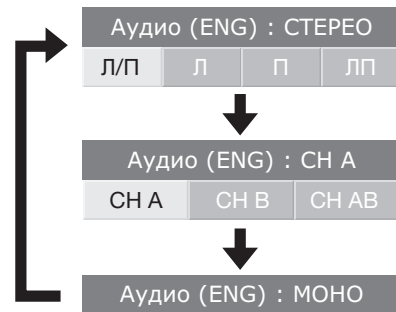 Аудио (ENG) : СТЕРЕО
Л/П Л П ЛП
Аудио (ENG) : CH A
CH A CH B CH AB
Аудио (ENG) : МОНО